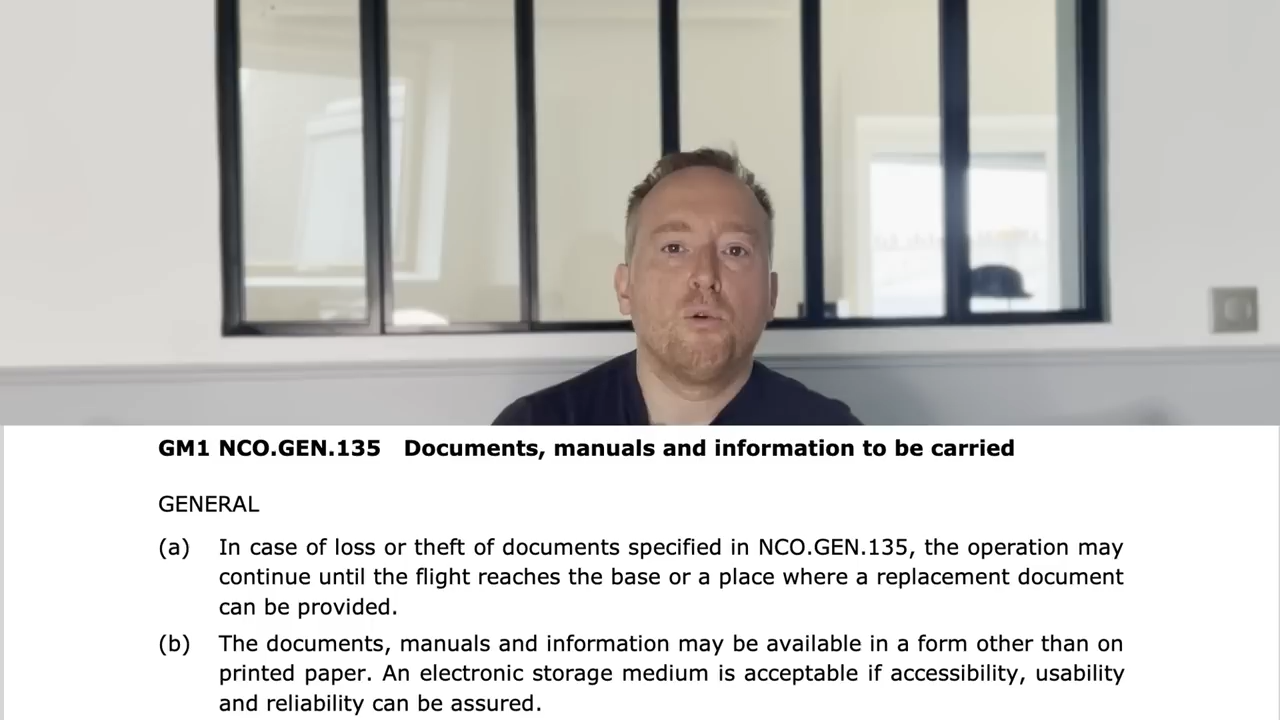 GM1 NCO.GEN.135 Documents, manuals and information to be carried
GENERAL
(a) In case of loss or theft of documents specified in NCO.GEN.135, the operation may
continue until the flight reaches the base or a place where a replacement document
can be provided.
(b) The documents, manuals and information may be available in a form other than on
printed paper. An electronic storage medium is acceptable if accessibility, usability
and reliability can be assured.